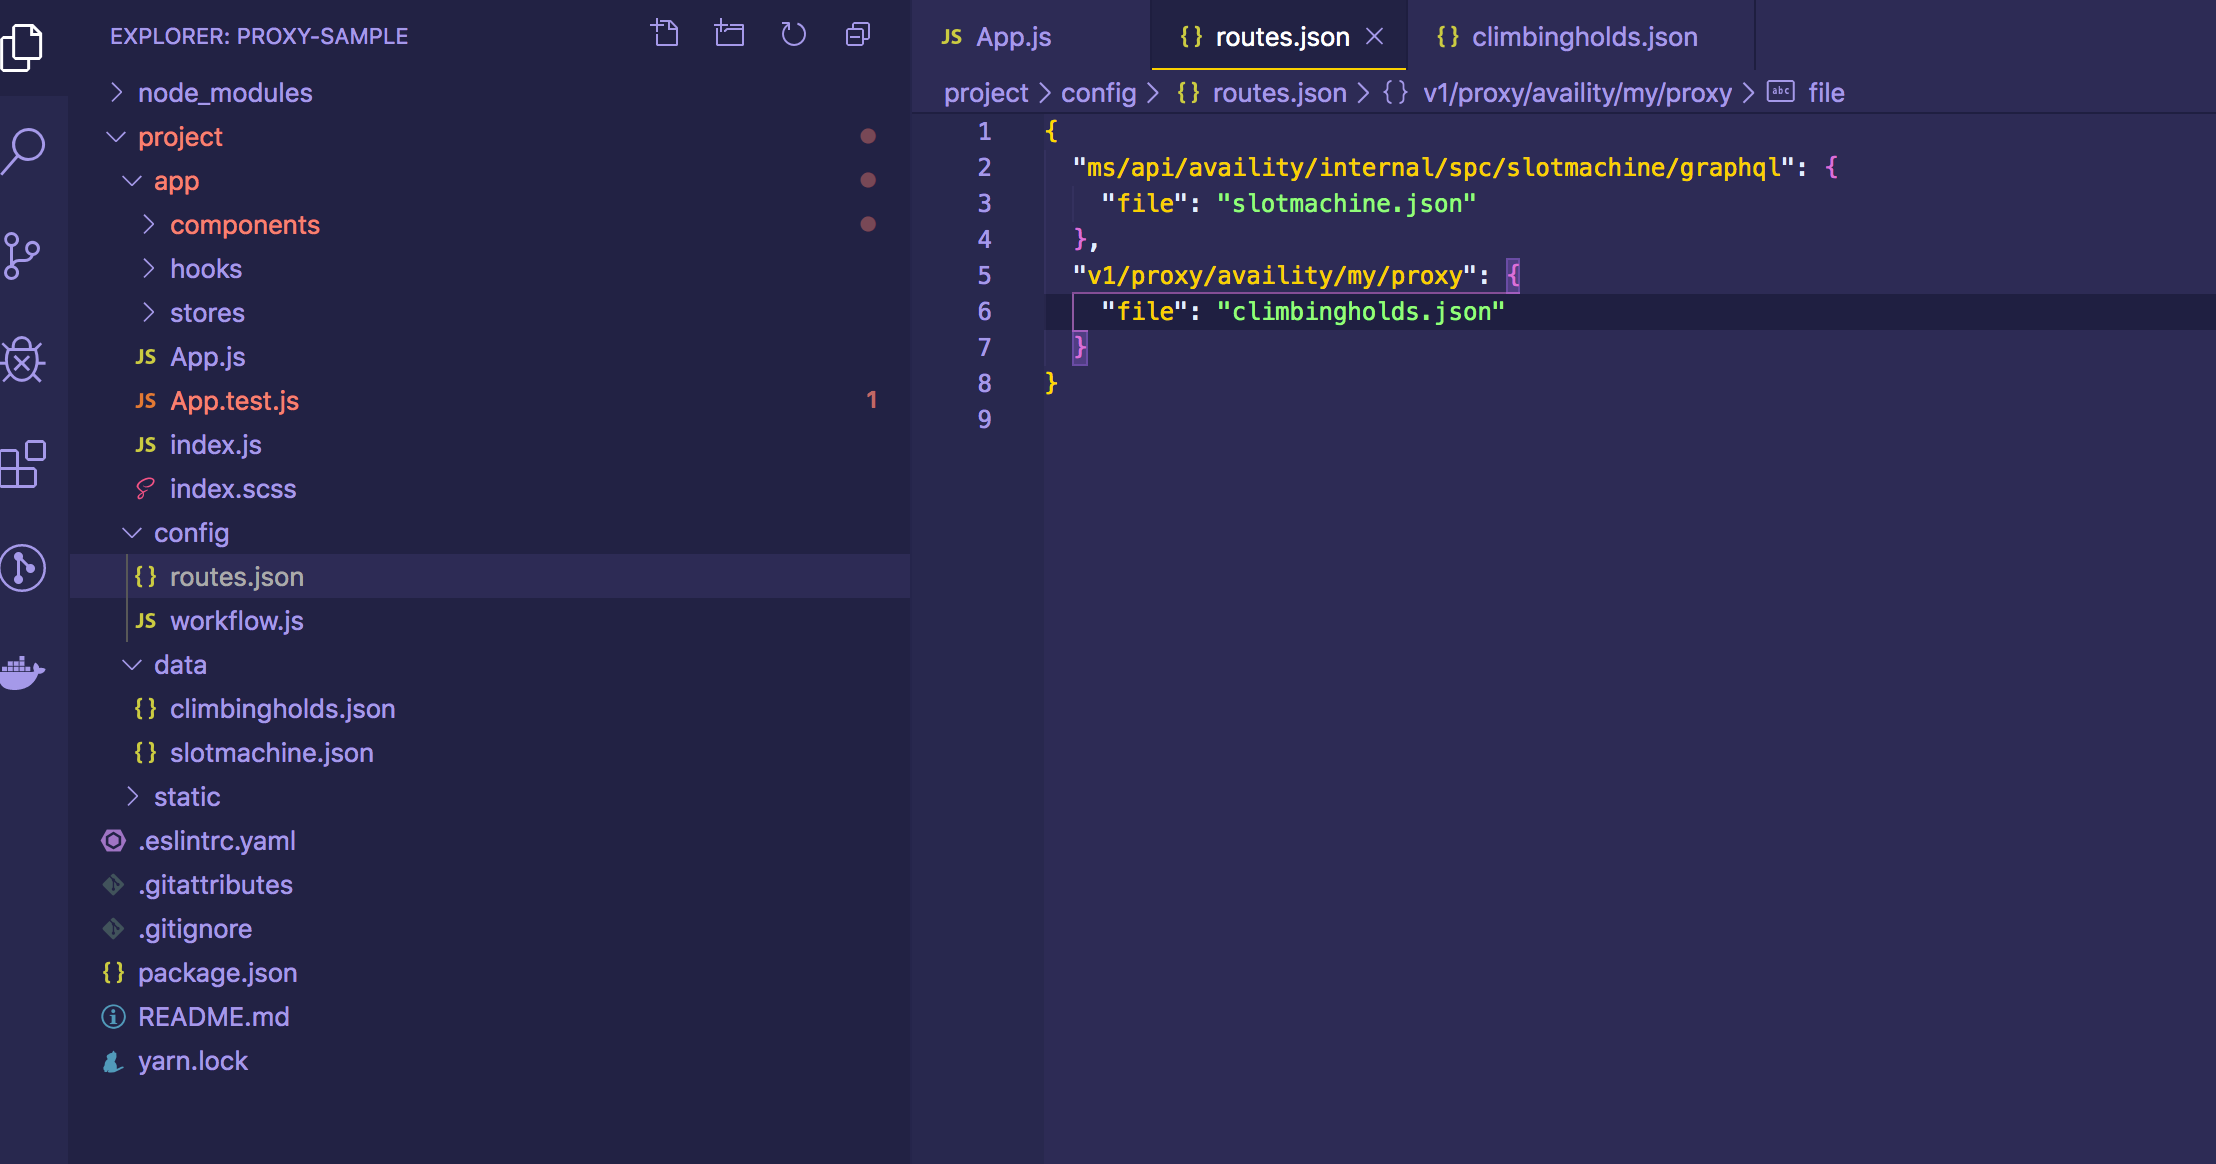 EXPLORER: PROXY-SAMPLE
node_modules
project
app
components
hooks
stores
JS App.js
JS App.test.js 1
JS index.js
index.scss
config
{} routes.json
JS workflow.js
data
{} climbingholds.json
{} slotmachine.json
static
.eslintrc.yaml
.gitattributes
.gitignore
{} package.json
README.md
yarn.lock
JS App.js {} routes.json {} climbingholds.json
project > config > {} routes.json > {} v1/proxy/availity/my/proxy > abc file
1 {
2 "ms/api/availity/internal/spc/slotmachine/graphql": {
3 "file": "slotmachine.json"
4 },
5 "v1/proxy/availity/my/proxy": {
6 "file": "climbingholds.json"
7 }
8 }
9